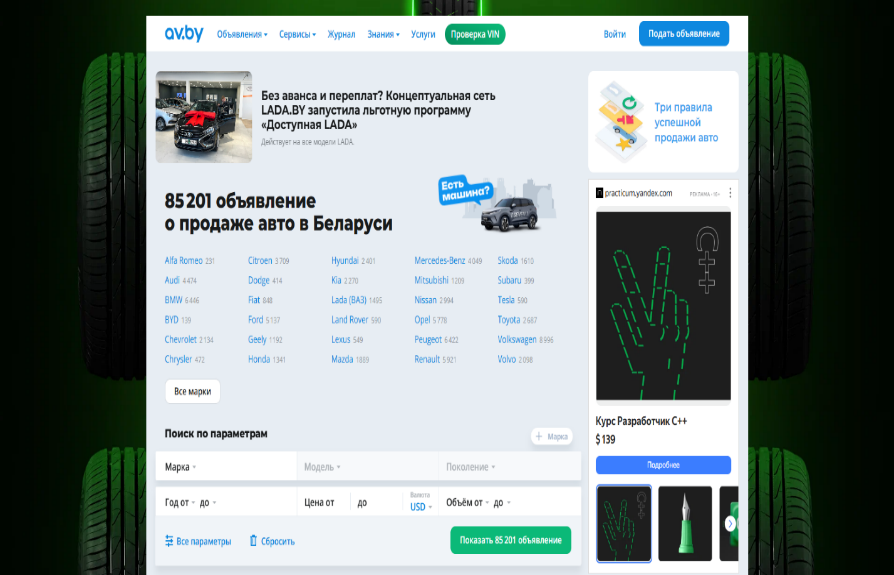 av.by
Объявления
Сервисы
Журнал
Знания
Услуги
Проверка VIN
Войти
Подать объявление
Без аванса и переплат? Концептуальная сеть
LADA.BY запустила льготную программу
«Доступная LADA»
Действует на все модели LADA.
Три правила
успешной
продажи авто
85 201 объявление
о продаже авто в Беларуси
Есть
машина?
Alfa Romeo 231
Citroen 3 709
Hyundai 2 401
Mercedes-Benz 4 049
Skoda 1610
Audi 4 474
Dodge 414
Kia 2 270
Mitsubishi 1 209
Subaru 399
BMW 6 446
Fiat 848
Lada (ВАЗ) 1 495
Nissan 2 994
Tesla 590
BYD 139
Ford 5 137
Land Rover 590
Opel 5 778
Toyota 2 687
Chevrolet 2 134
Geely 1 192
Lexus 549
Peugeot 6 422
Volkswagen 8 996
Chrysler 472
Honda 1 341
Mazda 1 869
Renault 5 921
Volvo 2 098
Все марки
practicum.yandex.com
РЕКЛАМА • 16+
C++
Курс Разработчик C++
$ 139
Подробнее
Поиск по параметрам
+ Марка
Марка
Модель
Поколение
Год от
до
Цена от
до
Валюта
USD
Объём от
до
Все параметры
Сбросить
Показать 85 201 объявление